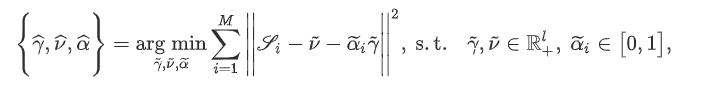 {γ̂, ν̂, α̂} = arg min_{γ̃,ν̃,α̃} ∑_{i=1}^{M} ‖𝒮_i − ν̃ − α̃_i γ̃‖², s.t. γ̃, ν̃ ∈ ℝ_+^l, α̃_i ∈ [0, 1],